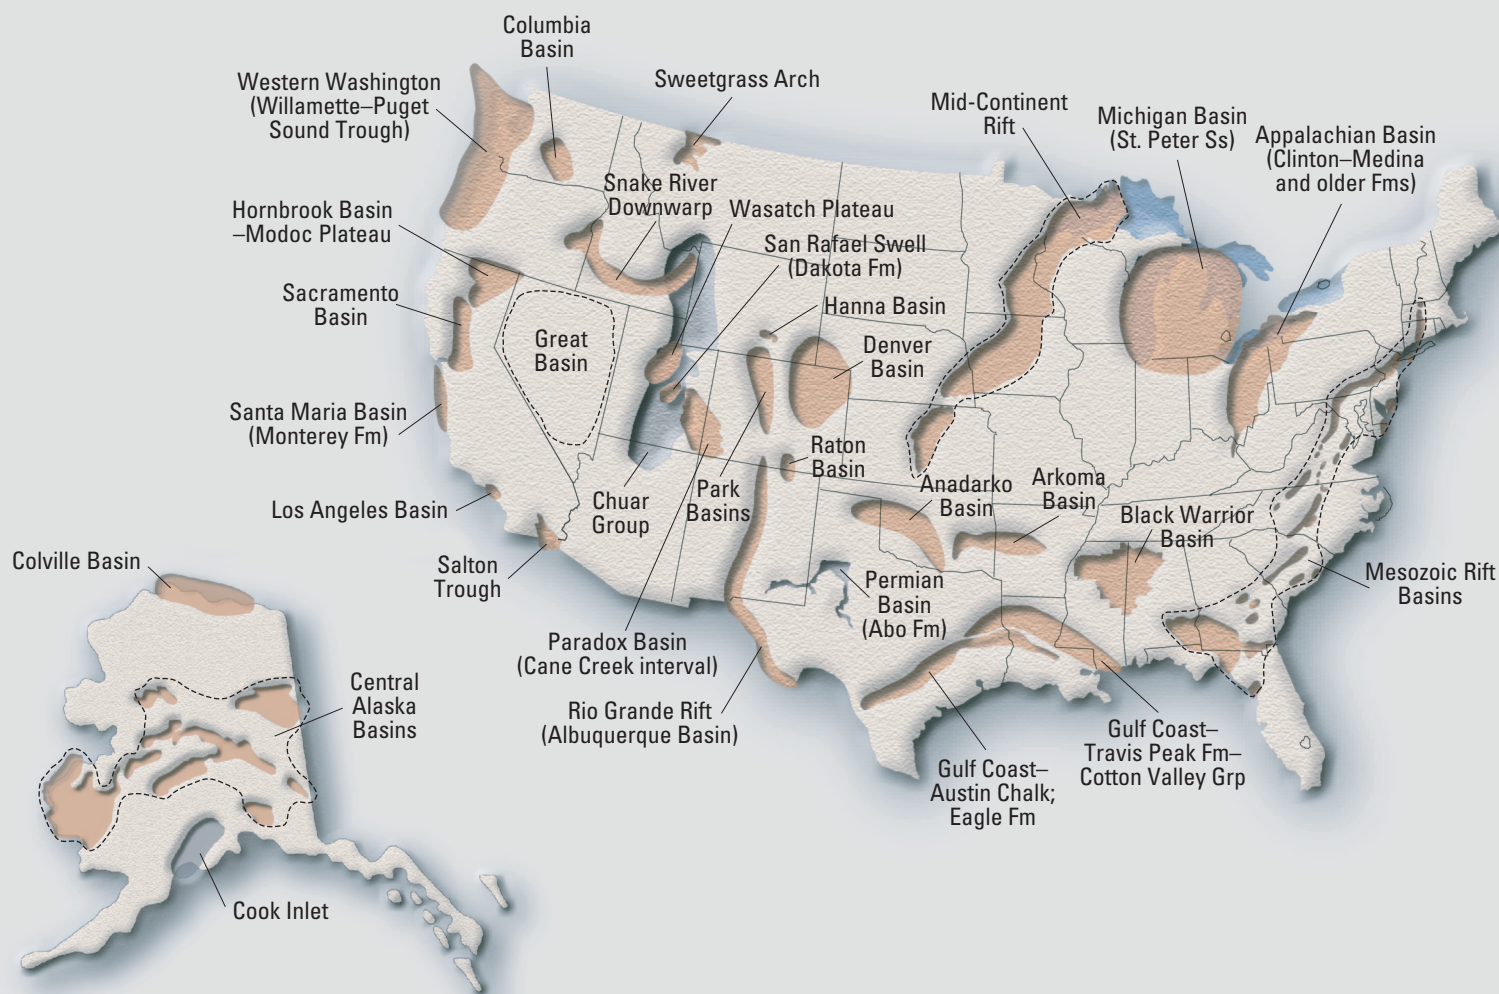 Columbia
Basin
Western Washington
(Willamette–Puget
Sound Trough)
Sweetgrass Arch
Mid-Continent
Rift
Michigan Basin
(St. Peter Ss)
Appalachian Basin
(Clinton–Medina
and older Fms)
Snake River
Downwarp
Wasatch Plateau
Hornbrook Basin
–Modoc Plateau
San Rafael Swell
(Dakota Fm)
Sacramento
Basin
Hanna Basin
Great
Basin
Denver
Basin
Santa Maria Basin
(Monterey Fm)
Raton
Basin
Los Angeles Basin
Chuar
Group
Park
Basins
Anadarko
Basin
Arkoma
Basin
Black Warrior
Basin
Colville Basin
Salton
Trough
Permian
Basin
(Abo Fm)
Mesozoic Rift
Basins
Paradox Basin
(Cane Creek interval)
Central
Alaska
Basins
Rio Grande Rift
(Albuquerque Basin)
Gulf Coast–
Travis Peak Fm–
Cotton Valley Grp
Gulf Coast–
Austin Chalk;
Eagle Fm
Cook Inlet